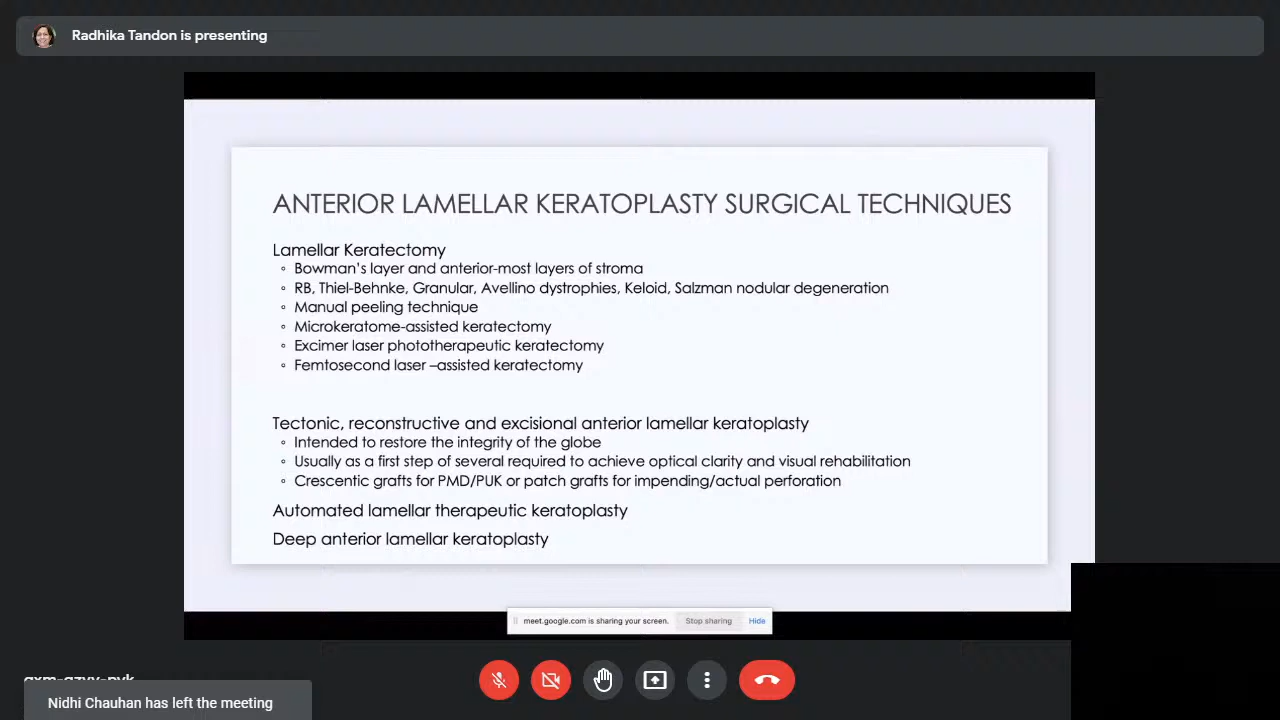 Radhika Tandon is presenting
ANTERIOR LAMELLAR KERATOPLASTY SURGICAL TECHNIQUES
Lamellar Keratectomy
◦ Bowman's layer and anterior-most layers of stroma
◦ RB, Thiel-Behnke, Granular, Avellino dystrophies, Keloid, Salzman nodular degeneration
◦ Manual peeling technique
◦ Microkeratome-assisted keratectomy
◦ Excimer laser phototherapeutic keratectomy
◦ Femtosecond laser –assisted keratectomy
Tectonic, reconstructive and excisional anterior lamellar keratoplasty
◦ Intended to restore the integrity of the globe
◦ Usually as a first step of several required to achieve optical clarity and visual rehabilitation
◦ Crescentic grafts for PMD/PUK or patch grafts for impending/actual perforation
Automated lamellar therapeutic keratoplasty
Deep anterior lamellar keratoplasty
meet.google.com is sharing your screen. Stop sharing Hide
Nidhi Chauhan has left the meeting